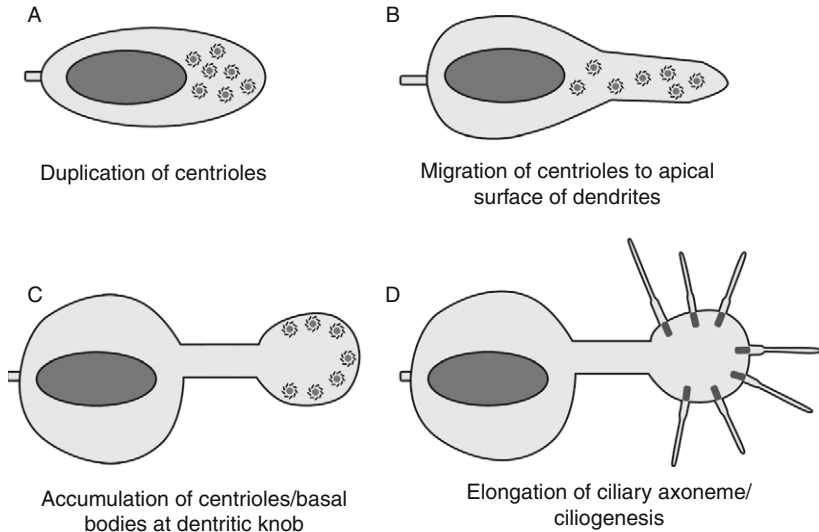 A
Duplication of centrioles
B
Migration of centrioles to apical
surface of dendrites
C
Accumulation of centrioles/basal
bodies at dentritic knob
D
Elongation of ciliary axoneme/
ciliogenesis